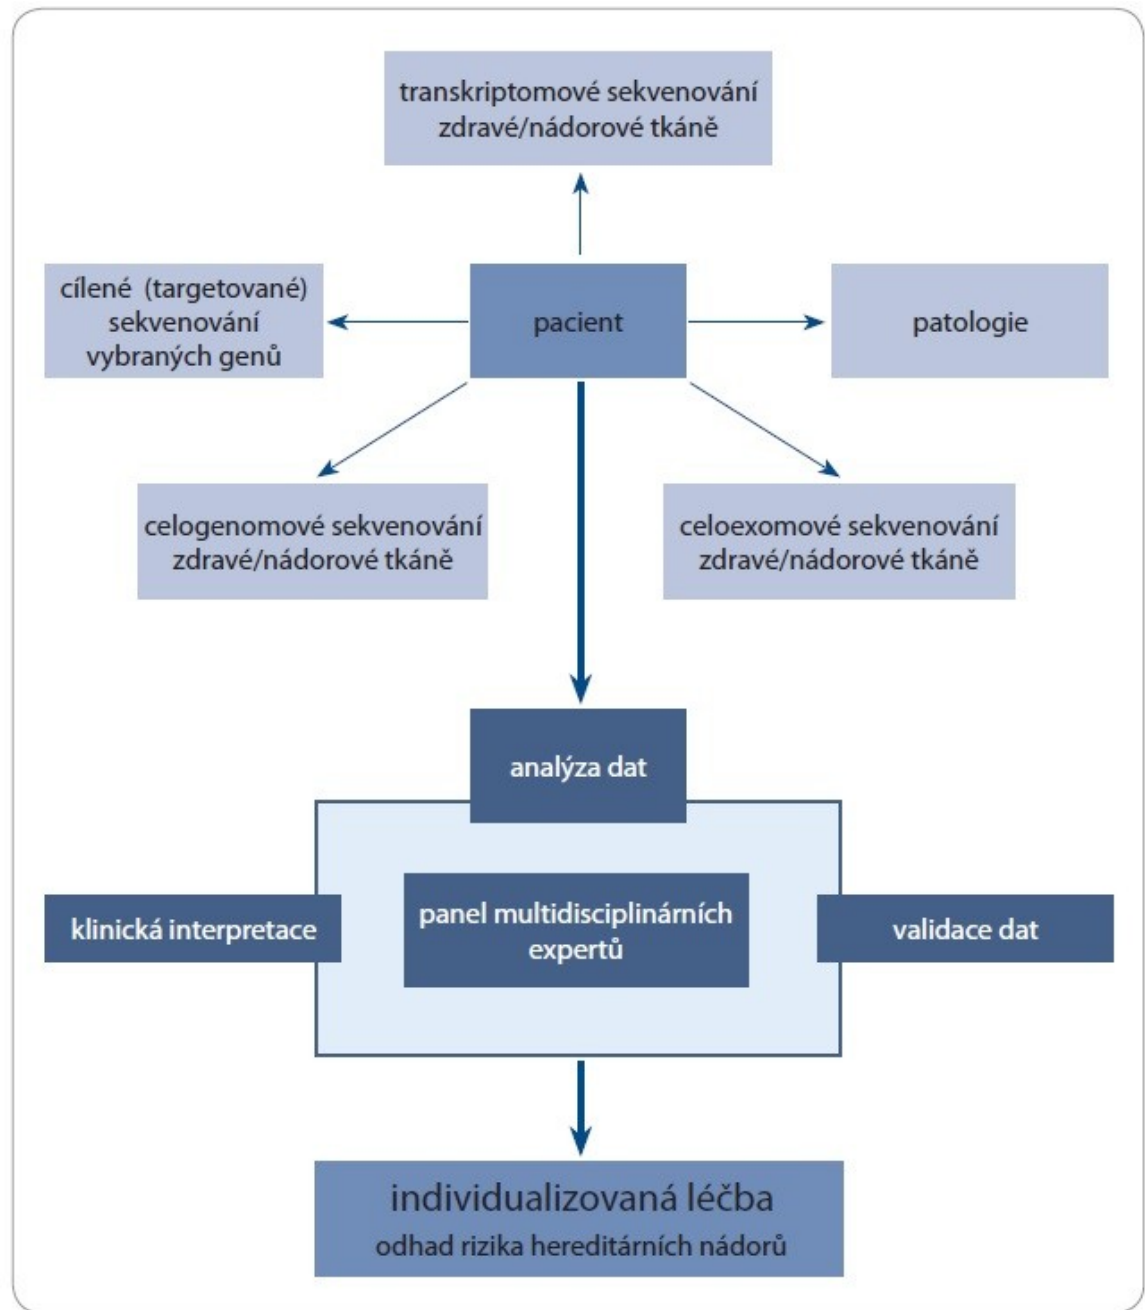 transkriptomové sekvenování
zdravé/nádorové tkáně
cílené (targetované)
sekvenování
vybraných genů
pacient
patologie
celogenomové sekvenování
zdravé/nádorové tkáně
celoexomové sekvenování
zdravé/nádorové tkáně
analýza dat
klinická interpretace
panel multidisciplinárních
expertů
validace dat
individualizovaná léčba
odhad rizika hereditárních nádorů